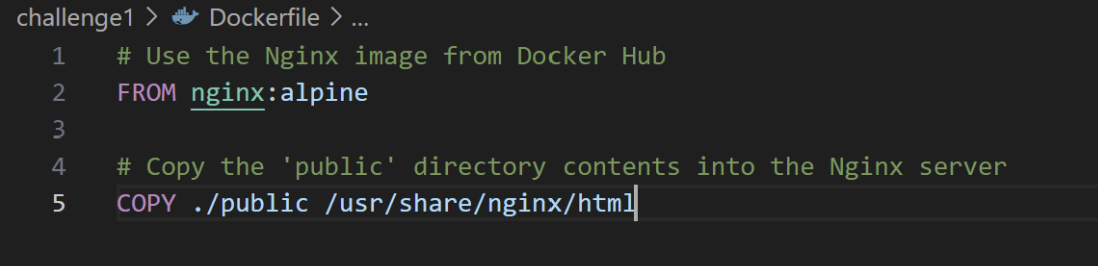 challenge1 > Dockerfile > ...
1 # Use the Nginx image from Docker Hub
2 FROM nginx:alpine
3
4 # Copy the 'public' directory contents into the Nginx server
5 COPY ./public /usr/share/nginx/html